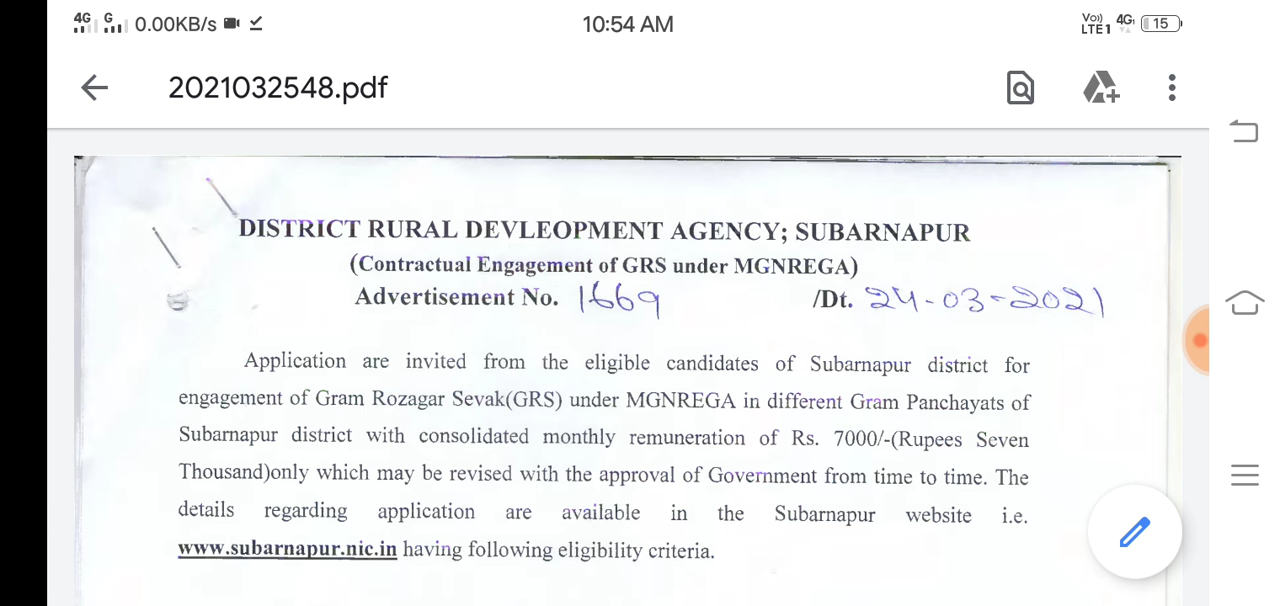 4G G 0.00KB/s 10:54 AM Vo)) LTE1 4G 15
2021032548.pdf
DISTRICT RURAL DEVLEOPMENT AGENCY; SUBARNAPUR
(Contractual Engagement of GRS under MGNREGA)
Advertisement No. 1669 /Dt. 24-03-2021
Application are invited from the eligible candidates of Subarnapur district for
engagement of Gram Rozagar Sevak(GRS) under MGNREGA in different Gram Panchayats of
Subarnapur district with consolidated monthly remuneration of Rs. 7000/-(Rupees Seven
Thousand)only which may be revised with the approval of Government from time to time. The
details regarding application are available in the Subarnapur website i.e.
www.subarnapur.nic.in having following eligibility criteria.